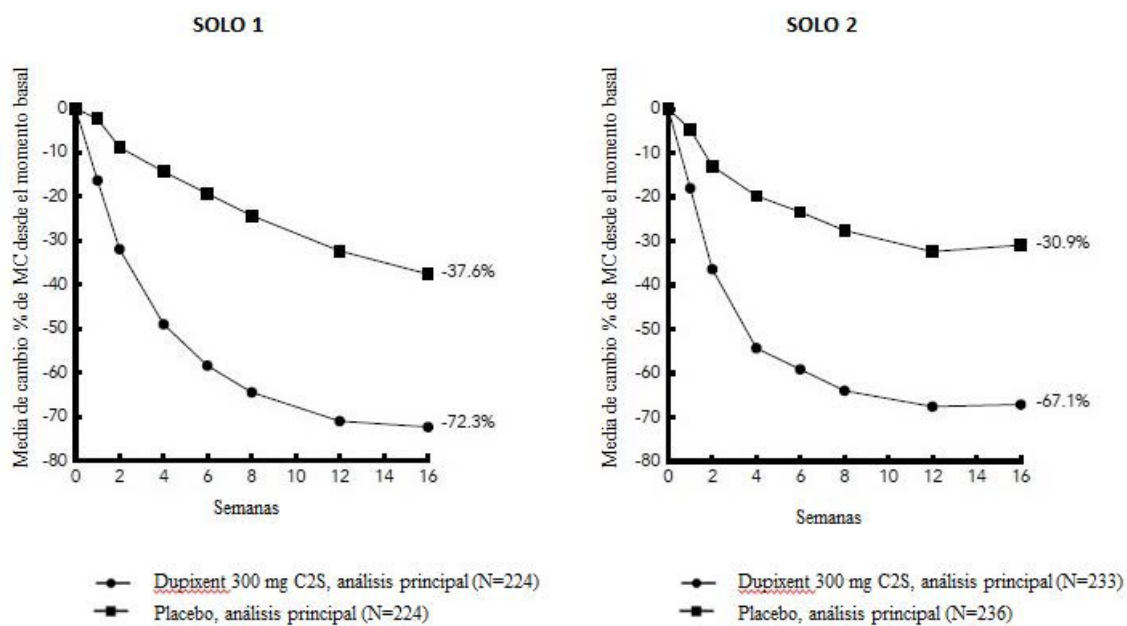 SOLO 1
Media de cambio % de MC desde el momento basal
0
-10
-20
-30
-40
-50
-60
-70
-80
-37.6%
-72.3%
0 2 4 6 8 10 12 14 16
Semanas
Dupixent 300 mg C2S, análisis principal (N=224)
Placebo, análisis principal (N=224)
SOLO 2
Media de cambio % de MC desde el momento basal
0
-10
-20
-30
-40
-50
-60
-70
-80
-30.9%
-67.1%
0 2 4 6 8 10 12 14 16
Semanas
Dupixent 300 mg C2S, análisis principal (N=233)
Placebo, análisis principal (N=236)